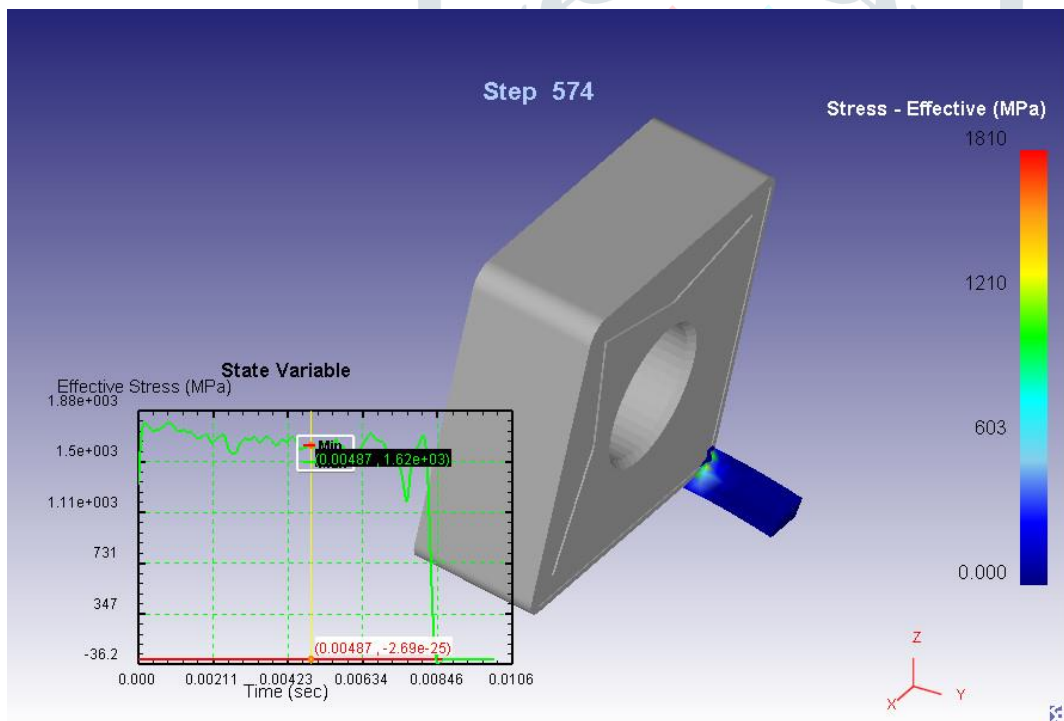 Step 574
Stress - Effective (MPa)
1810
1210
603
0.000
State Variable
Effective Stress (MPa)
1.88e+003
1.5e+003
1.11e+003
731
347
-36.2
Min
(0.00487 , 1.62e+03)
(0.00487 , -2.69e-25)
0.000
0.00211
0.00423
0.00634
0.00846
0.0106
Time (sec)
Z
X
Y